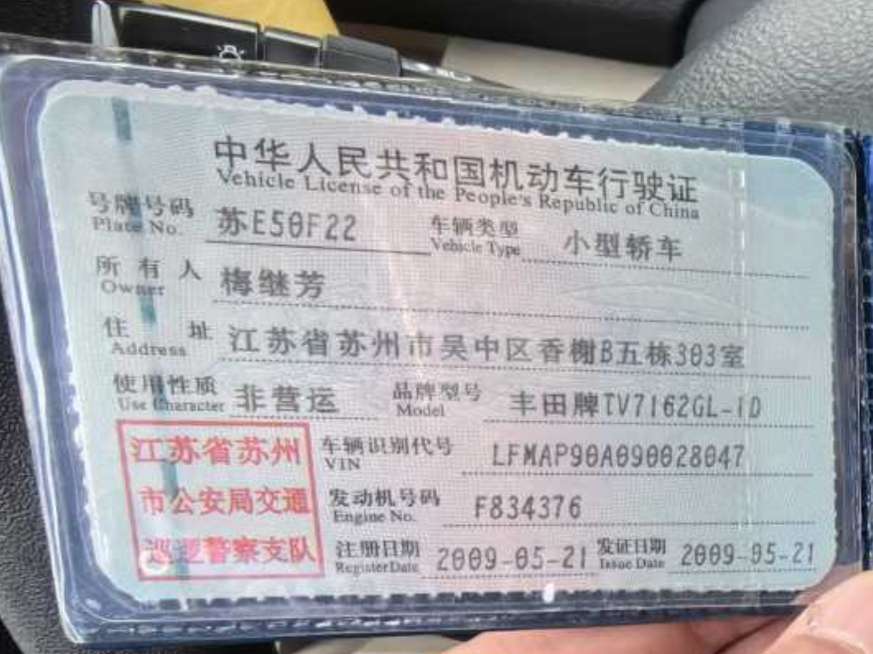 中华人民共和国机动车行驶证
Vehicle License of the People's Republic of China
号牌号码 苏E50F22 车辆类型 小型轿车
Plate No. Vehicle Type
所有人 梅继芳
Owner
住址 江苏省苏州市吴中区香榭B五栋303室
Address
使用性质 非营运 品牌型号 丰田牌TV7162GL-ID
Use Character Model
江苏省苏州 车辆识别代号 LFMAP90A090028047
VIN
市公安局交通 发动机号码 F834376
Engine No.
巡逻警察支队 注册日期 2009-05-21 发证日期 2009-05-21
Register Date Issue Date